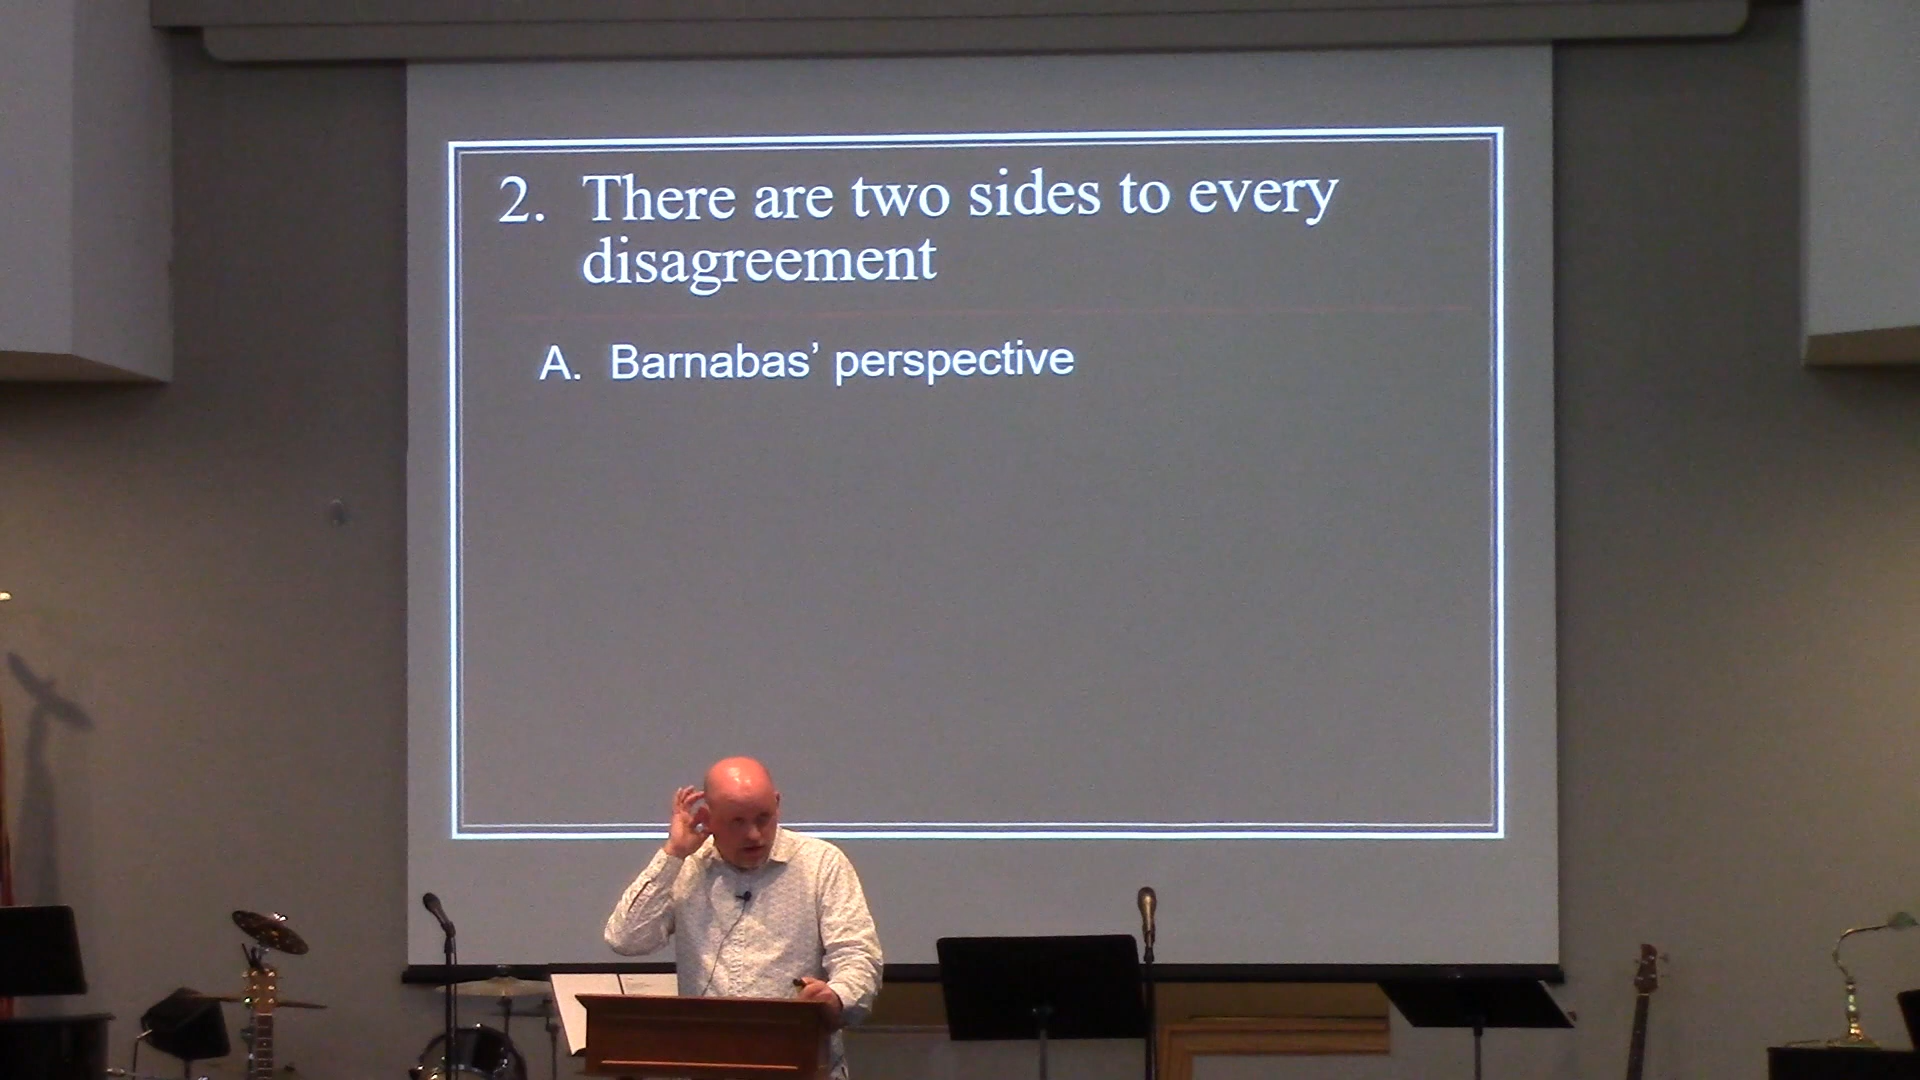 2. There are two sides to every
disagreement
A. Barnabas’ perspective